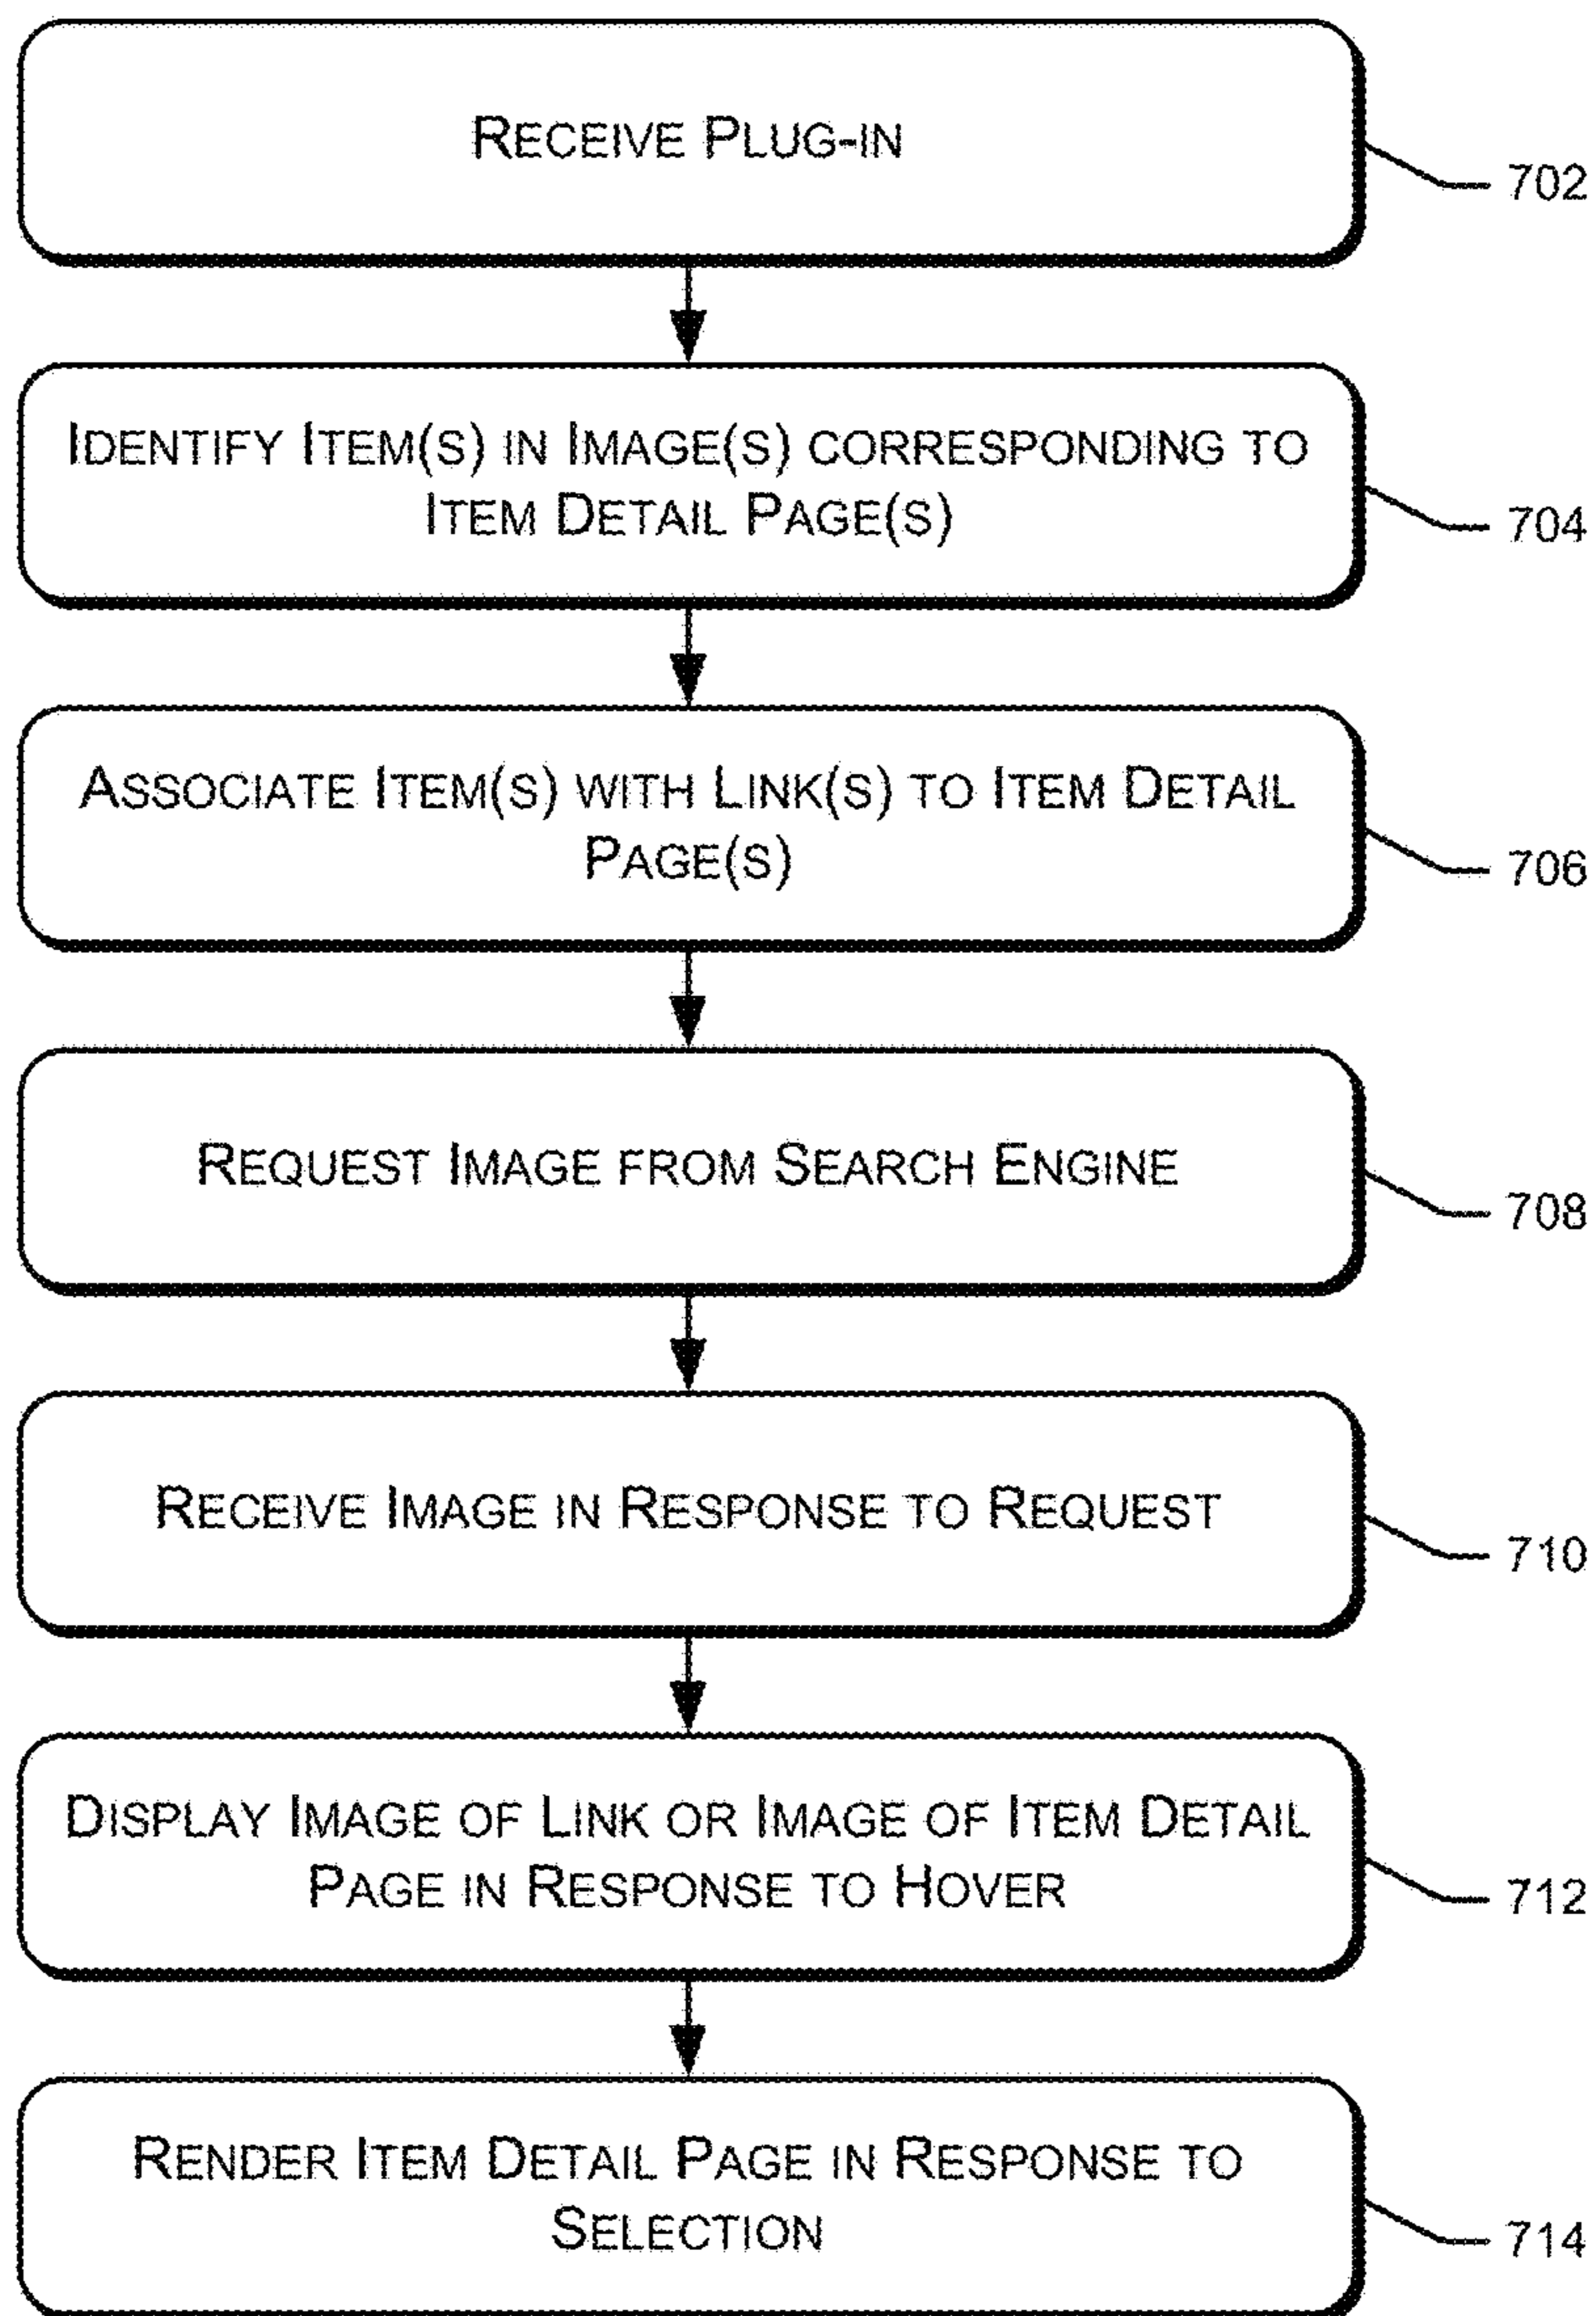 RECEIVE PLUG-IN
702
IDENTIFY ITEM(S) IN IMAGE(S) CORRESPONDING TO
ITEM DETAIL PAGE(S)
704
ASSOCIATE ITEM(S) WITH LINK(S) TO ITEM DETAIL
PAGE(S)
706
REQUEST IMAGE FROM SEARCH ENGINE
708
RECEIVE IMAGE IN RESPONSE TO REQUEST
710
DISPLAY IMAGE OF LINK OR IMAGE OF ITEM DETAIL
PAGE IN RESPONSE TO HOVER
712
RENDER ITEM DETAIL PAGE IN RESPONSE TO
SELECTION
714